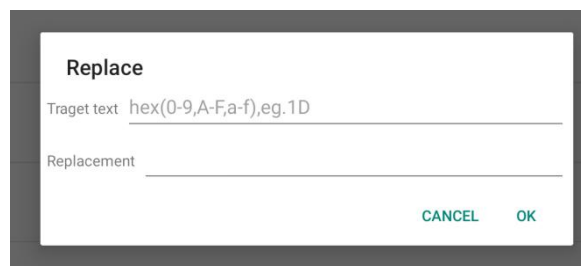 Replace
Traget text hex(0-9,A-F,a-f),eg.1D
Replacement
CANCEL OK